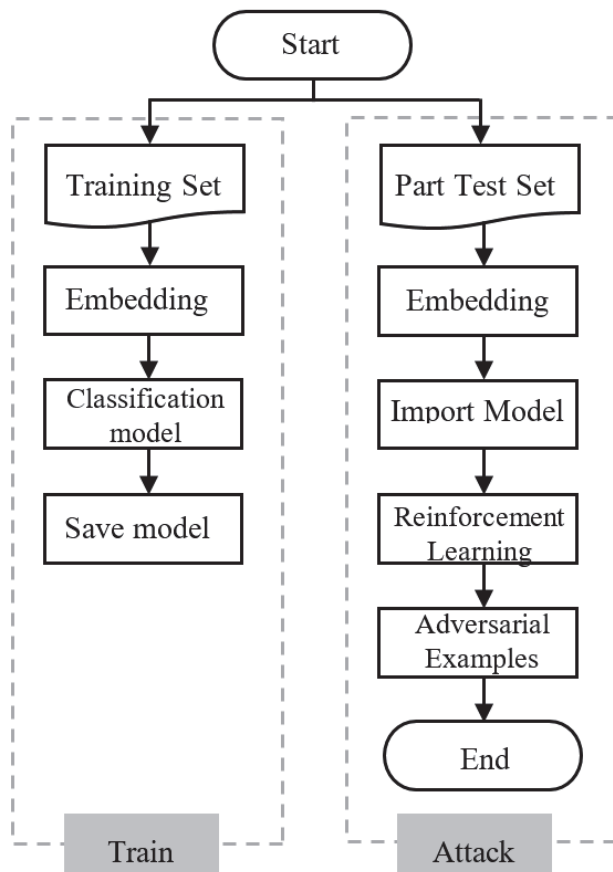 Start
Training Set
Embedding
Classification
model
Save model
Train
Part Test Set
Embedding
Import Model
Reinforcement
Learning
Adversarial
Examples
End
Attack